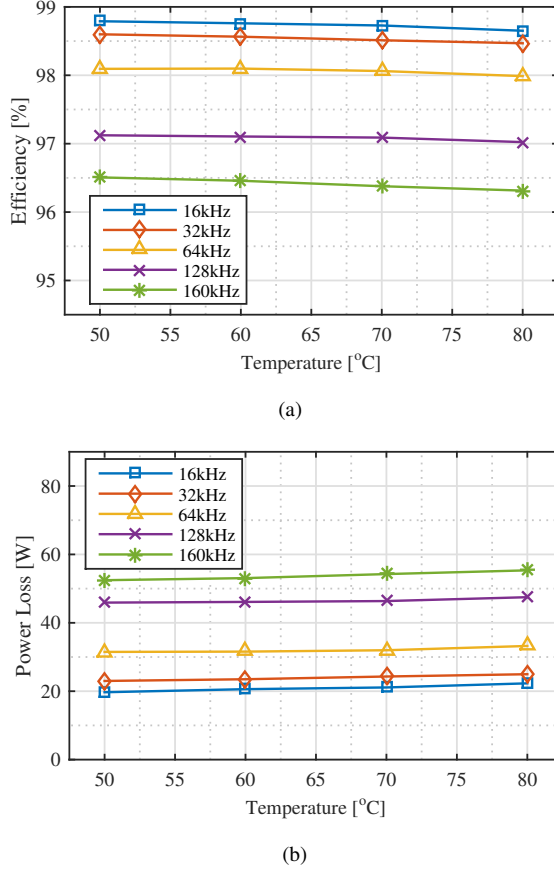 99
98
97
96
95
Efficiency [%]
16kHz
32kHz
64kHz
128kHz
160kHz
50 55 60 65 70 75 80
Temperature [°C]
(a)
80
60
40
20
0
Power Loss [W]
16kHz
32kHz
64kHz
128kHz
160kHz
50 55 60 65 70 75 80
Temperature [°C]
(b)